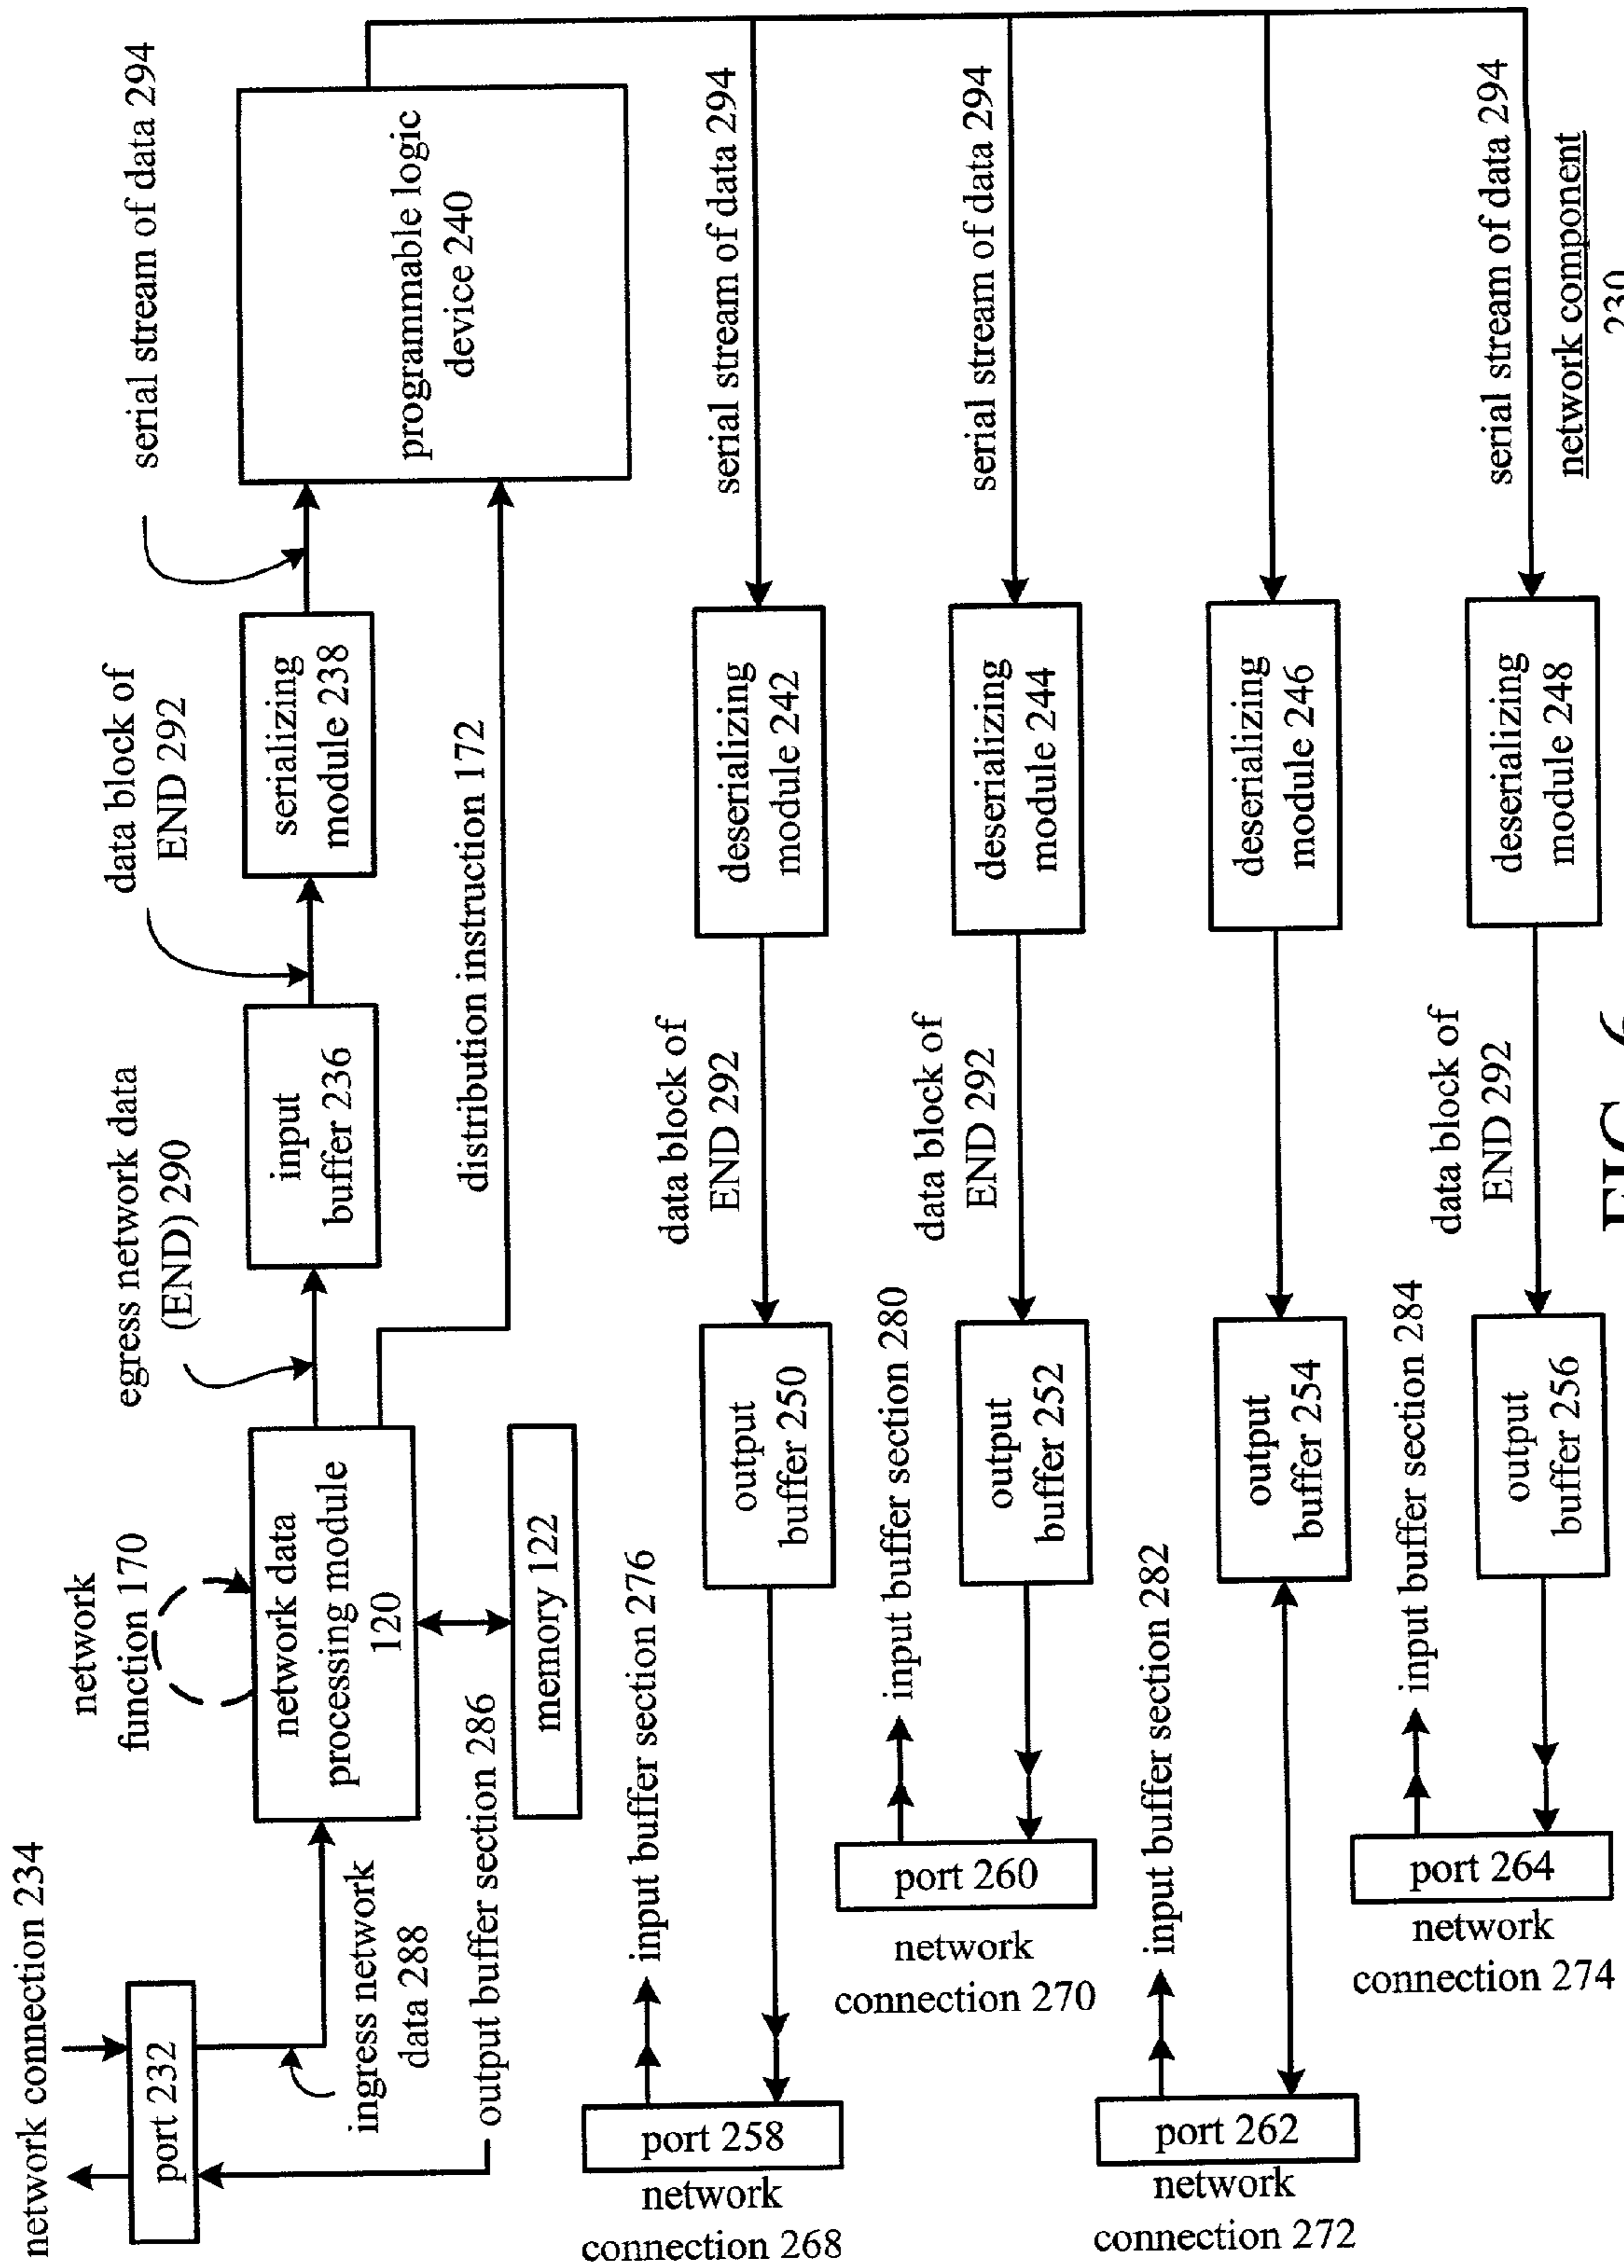 network connection 234
port 232
ingress network
data 288
output buffer section 286
network
function 170
network data
processing module
120
memory 122
egress network data
(END) 290
input
buffer 236
data block of
END 292
serializing
module 238
serial stream of data 294
distribution instruction 172
programmable logic
device 240
port 258
network
connection 268
input buffer section 276
output
buffer 250
data block of
END 292
deserializing
module 242
serial stream of data 294
port 260
network
connection 270
input buffer section 280
output
buffer 252
data block of
END 292
deserializing
module 244
serial stream of data 294
port 262
network
connection 272
input buffer section 282
output
buffer 254
deserializing
module 246
port 264
network
connection 274
input buffer section 284
output
buffer 256
data block of
END 292
deserializing
module 248
serial stream of data 294
network component
230
FIG. 6